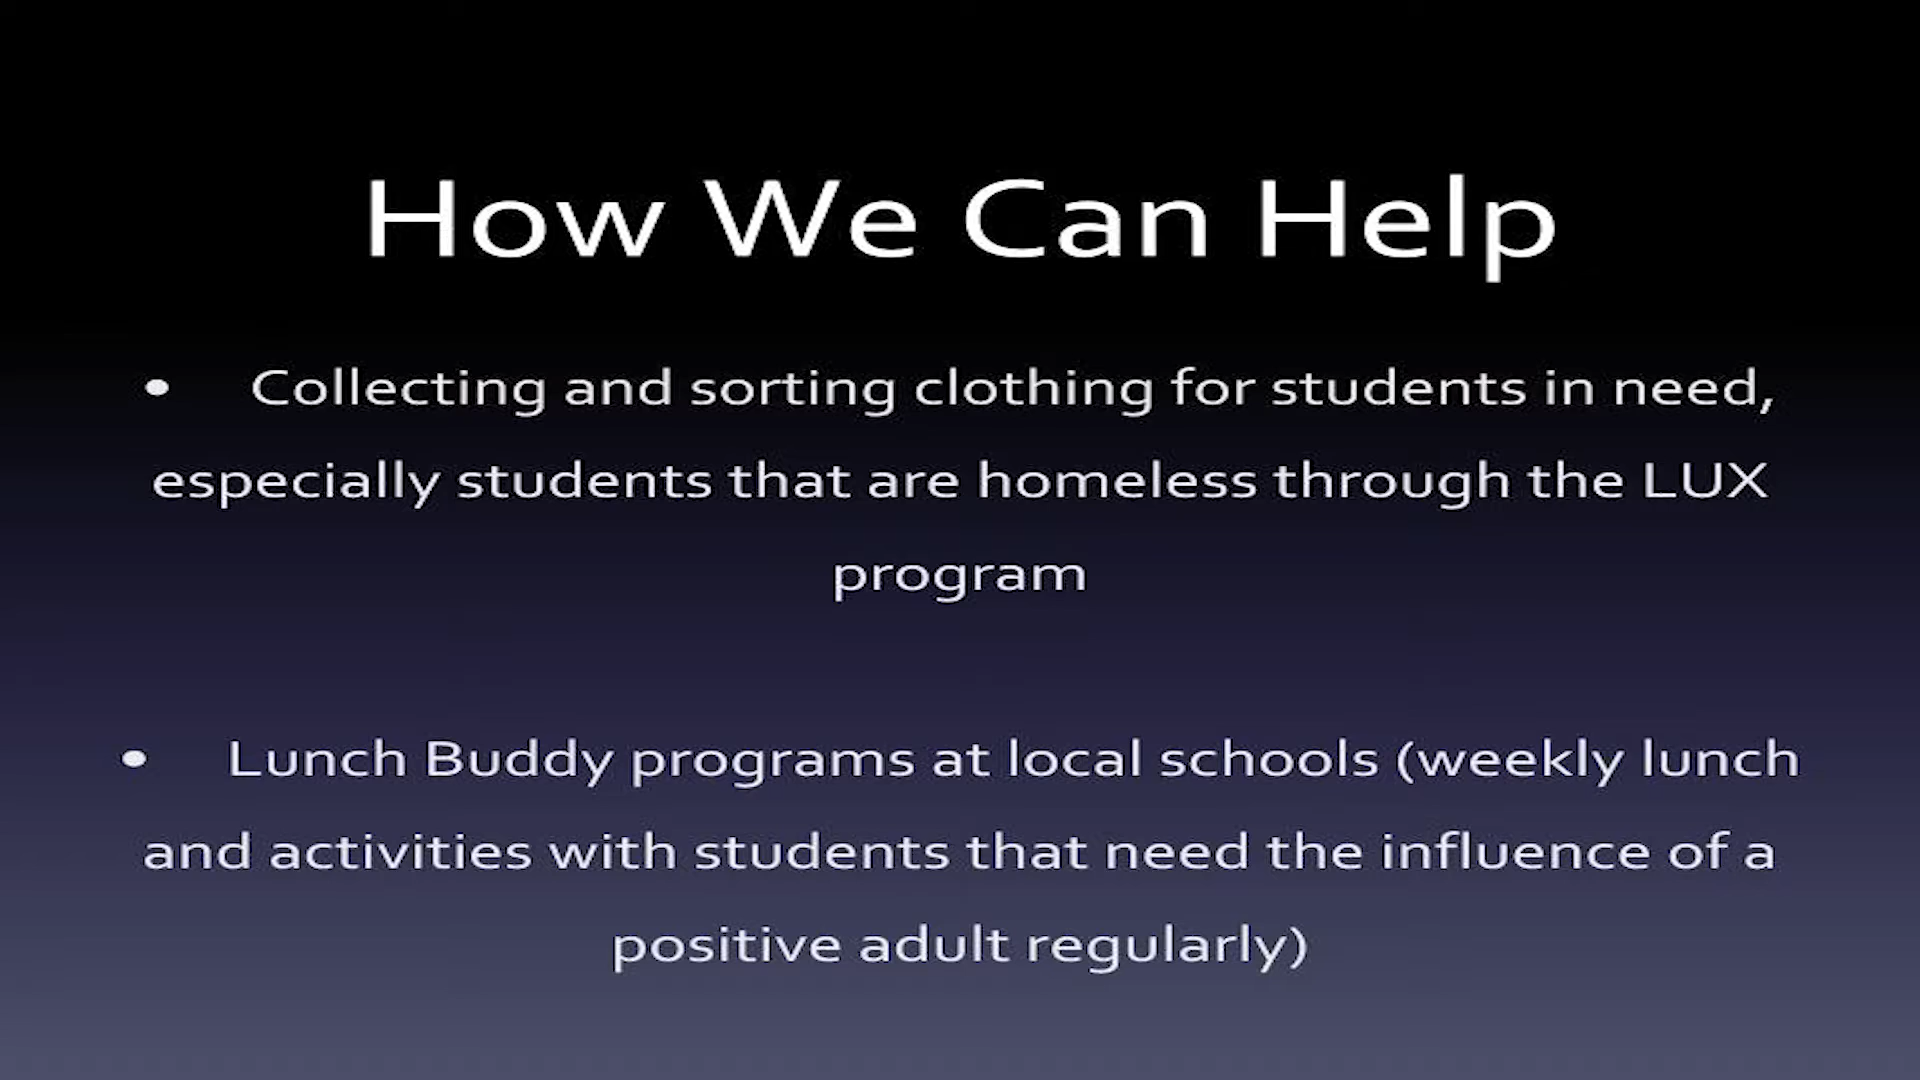 How We Can Help
• Collecting and sorting clothing for students in need,
especially students that are homeless through the LUX
program
• Lunch Buddy programs at local schools (weekly lunch
and activities with students that need the influence of a
positive adult regularly)